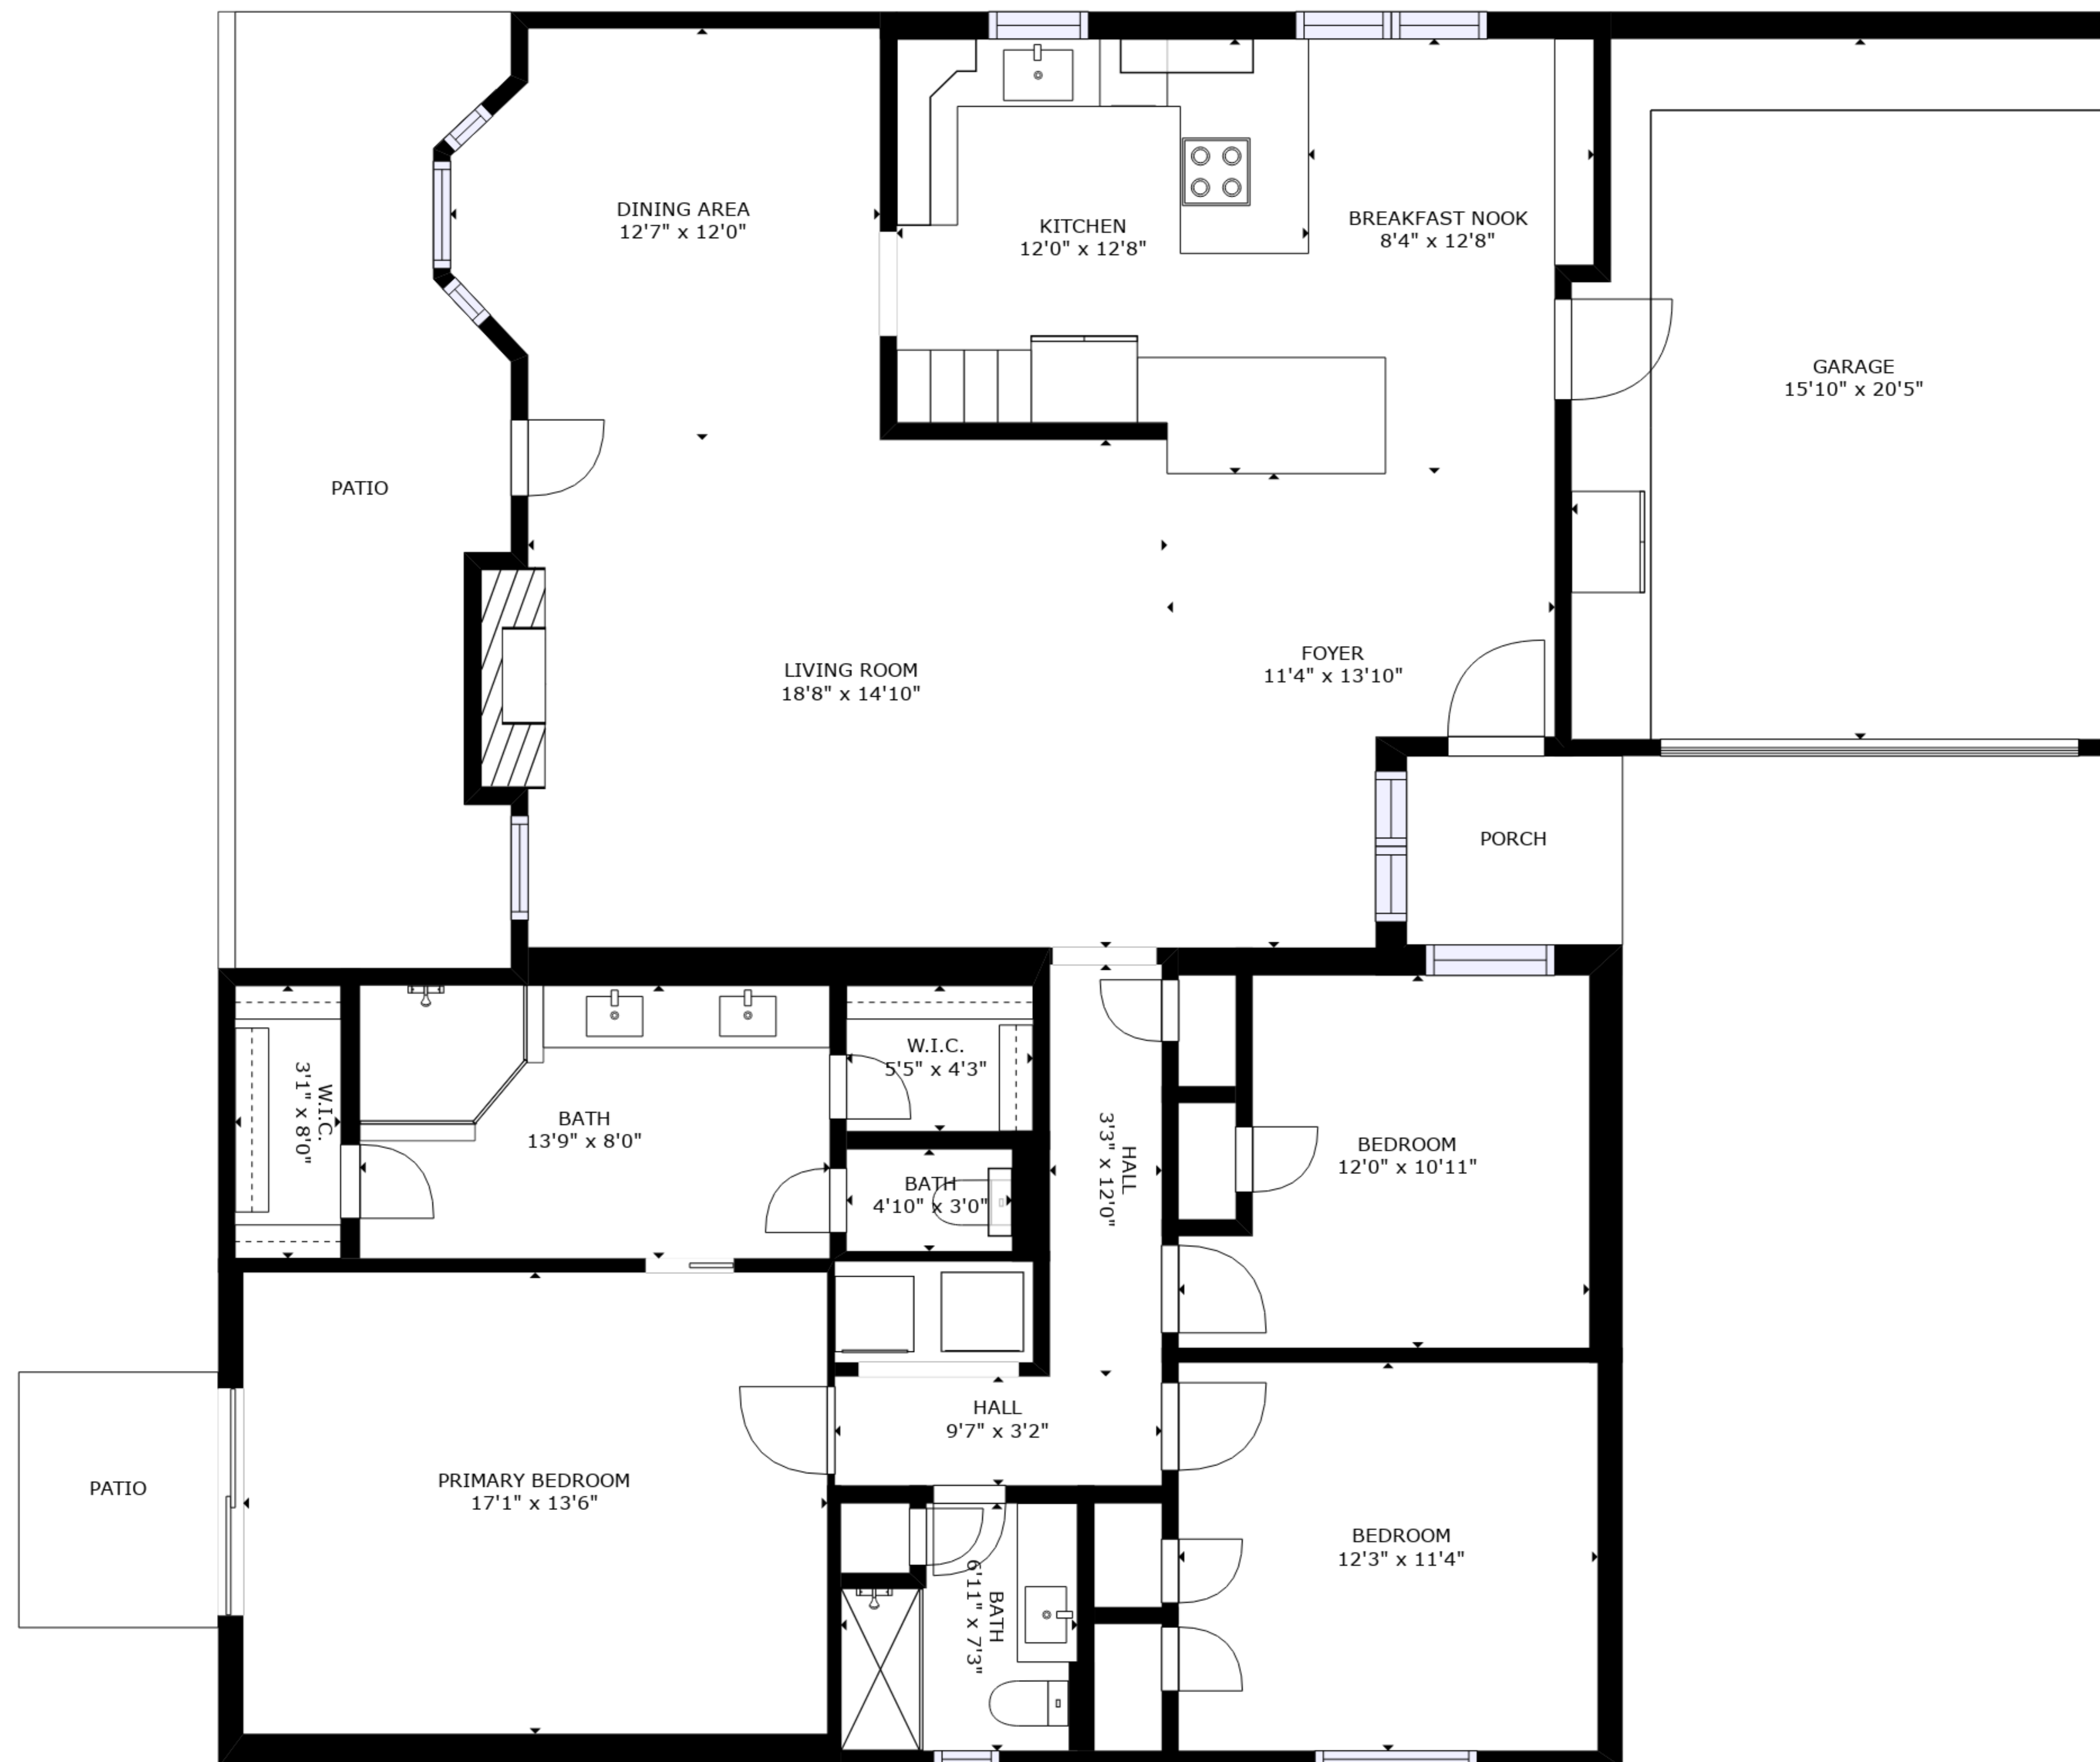 DINING AREA
12'7" x 12'0"
KITCHEN
12'0" x 12'8"
BREAKFAST NOOK
8'4" x 12'8"
GARAGE
15'10" x 20'5"
PATIO
LIVING ROOM
18'8" x 14'10"
FOYER
11'4" x 13'10"
PORCH
W.I.C.
3'1" x 8'0"
BATH
13'9" x 8'0"
W.I.C.
5'5" x 4'3"
BATH
4'10" x 3'0"
HALL
3'3" x 12'0"
BEDROOM
12'0" x 10'11"
HALL
9'7" x 3'2"
PATIO
PRIMARY BEDROOM
17'1" x 13'6"
BATH
6'11" x 7'3"
BEDROOM
12'3" x 11'4"